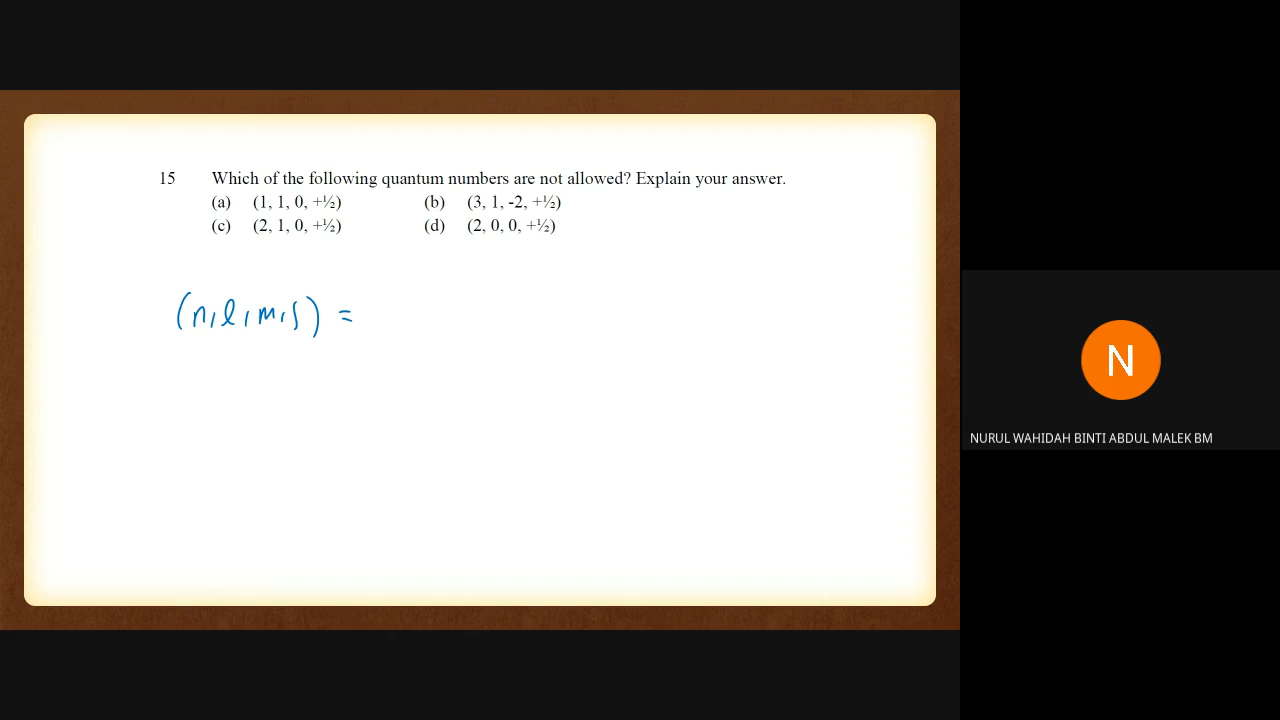 15 Which of the following quantum numbers are not allowed? Explain your answer.
(a) (1, 1, 0, +½) (b) (3, 1, -2, +½)
(c) (2, 1, 0, +½) (d) (2, 0, 0, +½)
(n, l, m, s) =
N
NURUL WAHIDAH BINTI ABDUL MALEK BM